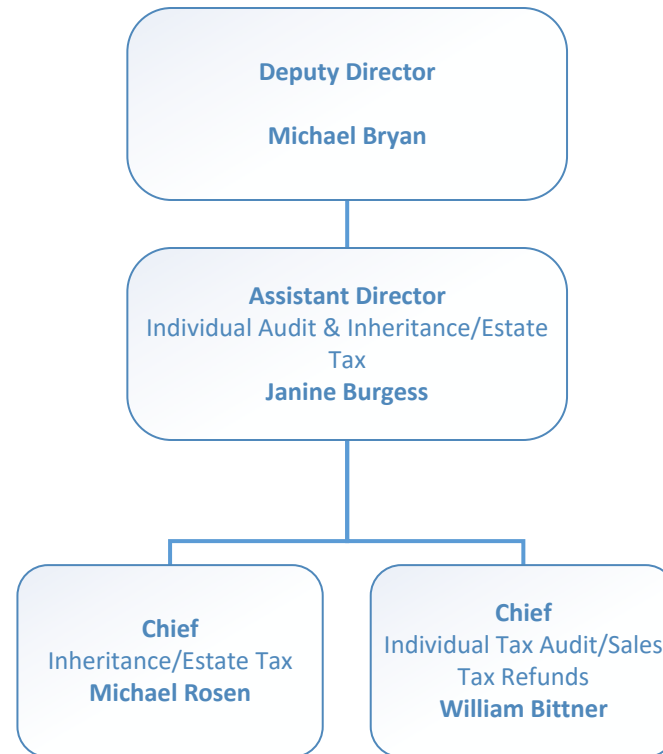 Deputy Director
Michael Bryan
Assistant Director
Individual Audit & Inheritance/Estate
Tax
Janine Burgess
Chief
Inheritance/Estate Tax
Michael Rosen
Chief
Individual Tax Audit/Sales
Tax Refunds
William Bittner